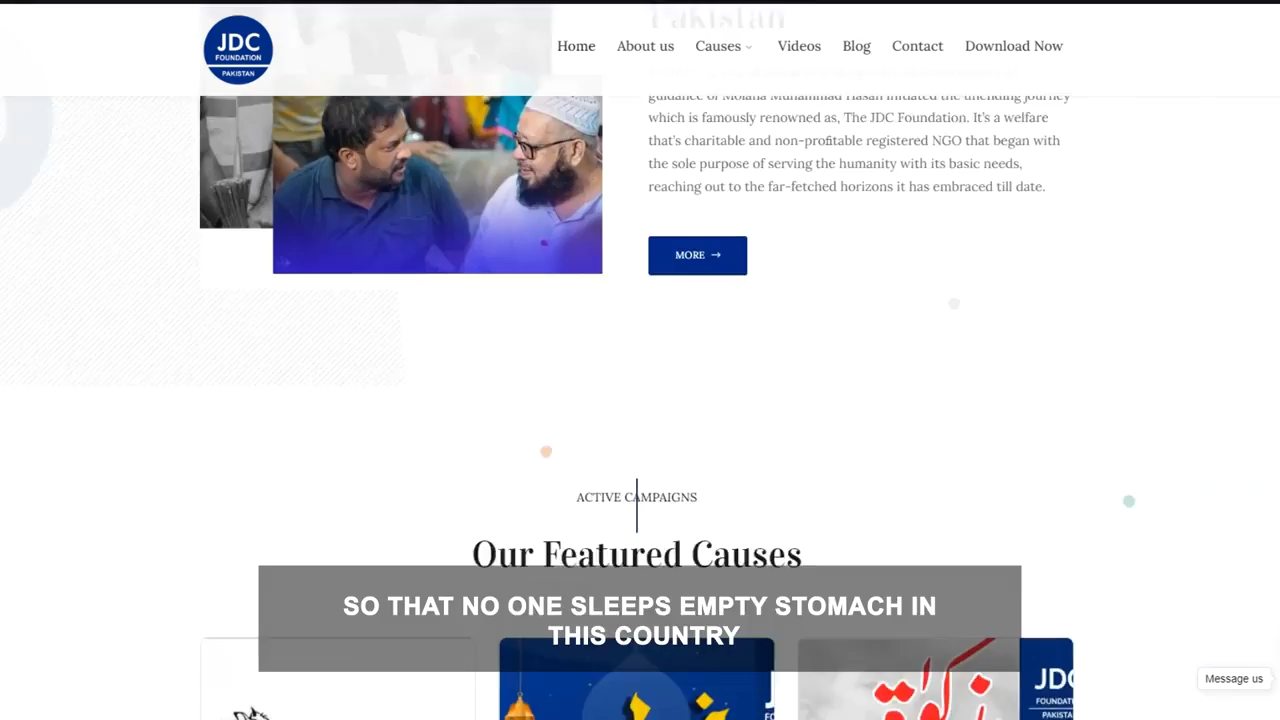 Pakistan
JDC
FOUNDATION
PAKISTAN
Home About us Causes Videos Blog Contact Download Now
guidance of Molana Muhammad Hasan initiated the unending journey
which is famously renowned as, The JDC Foundation. It's a welfare
that's charitable and non-profitable registered NGO that began with
the sole purpose of serving the humanity with its basic needs,
reaching out to the far-fetched horizons it has embraced till date.
MORE →
ACTIVE CAMPAIGNS
Our Featured Causes
SO THAT NO ONE SLEEPS EMPTY STOMACH IN
THIS COUNTRY
زکوٰۃ
JDC
FOUNDATI
PAKISTAN
Message us